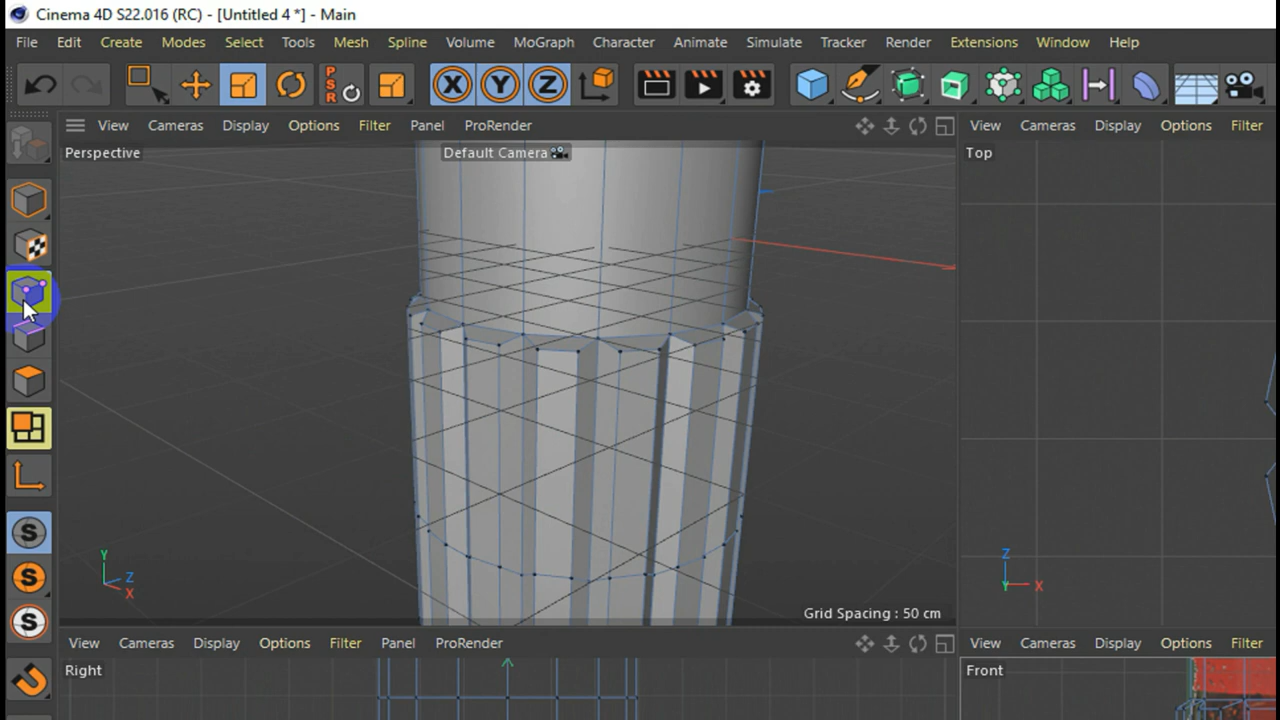 Cinema 4D S22.016 (RC) - [Untitled 4 *] - Main
File Edit Create Modes Select Tools Mesh Spline Volume MoGraph Character Animate Simulate Tracker Render Extensions Window Help
P
S
R
X Y Z
View Cameras Display Options Filter Panel ProRender
View Cameras Display Options Filter
Perspective
Default Camera
Top
S
S
S
Y
Z
X
Z
Y
X
Grid Spacing : 50 cm
View Cameras Display Options Filter Panel ProRender
View Cameras Display Options Filter
Right
Front